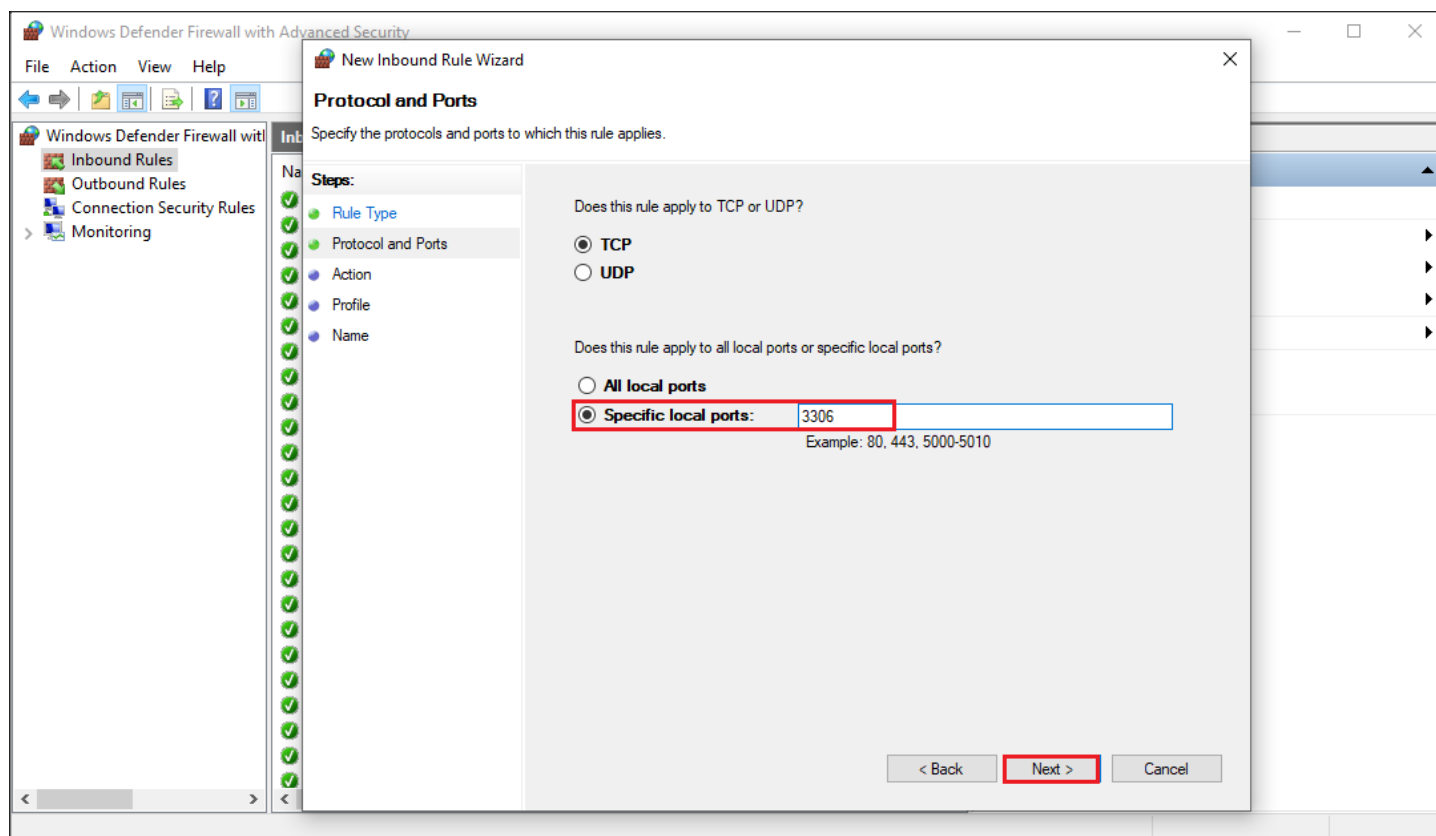 Windows Defender Firewall with Advanced Security
File Action View Help
Windows Defender Firewall wit
Inbound Rules
Outbound Rules
Connection Security Rules
Monitoring
Inb
Na
New Inbound Rule Wizard
Protocol and Ports
Specify the protocols and ports to which this rule applies.
Steps:
Rule Type
Protocol and Ports
Action
Profile
Name
Does this rule apply to TCP or UDP?
TCP
UDP
Does this rule apply to all local ports or specific local ports?
All local ports
Specific local ports: 3306
Example: 80, 443, 5000-5010
< Back Next > Cancel